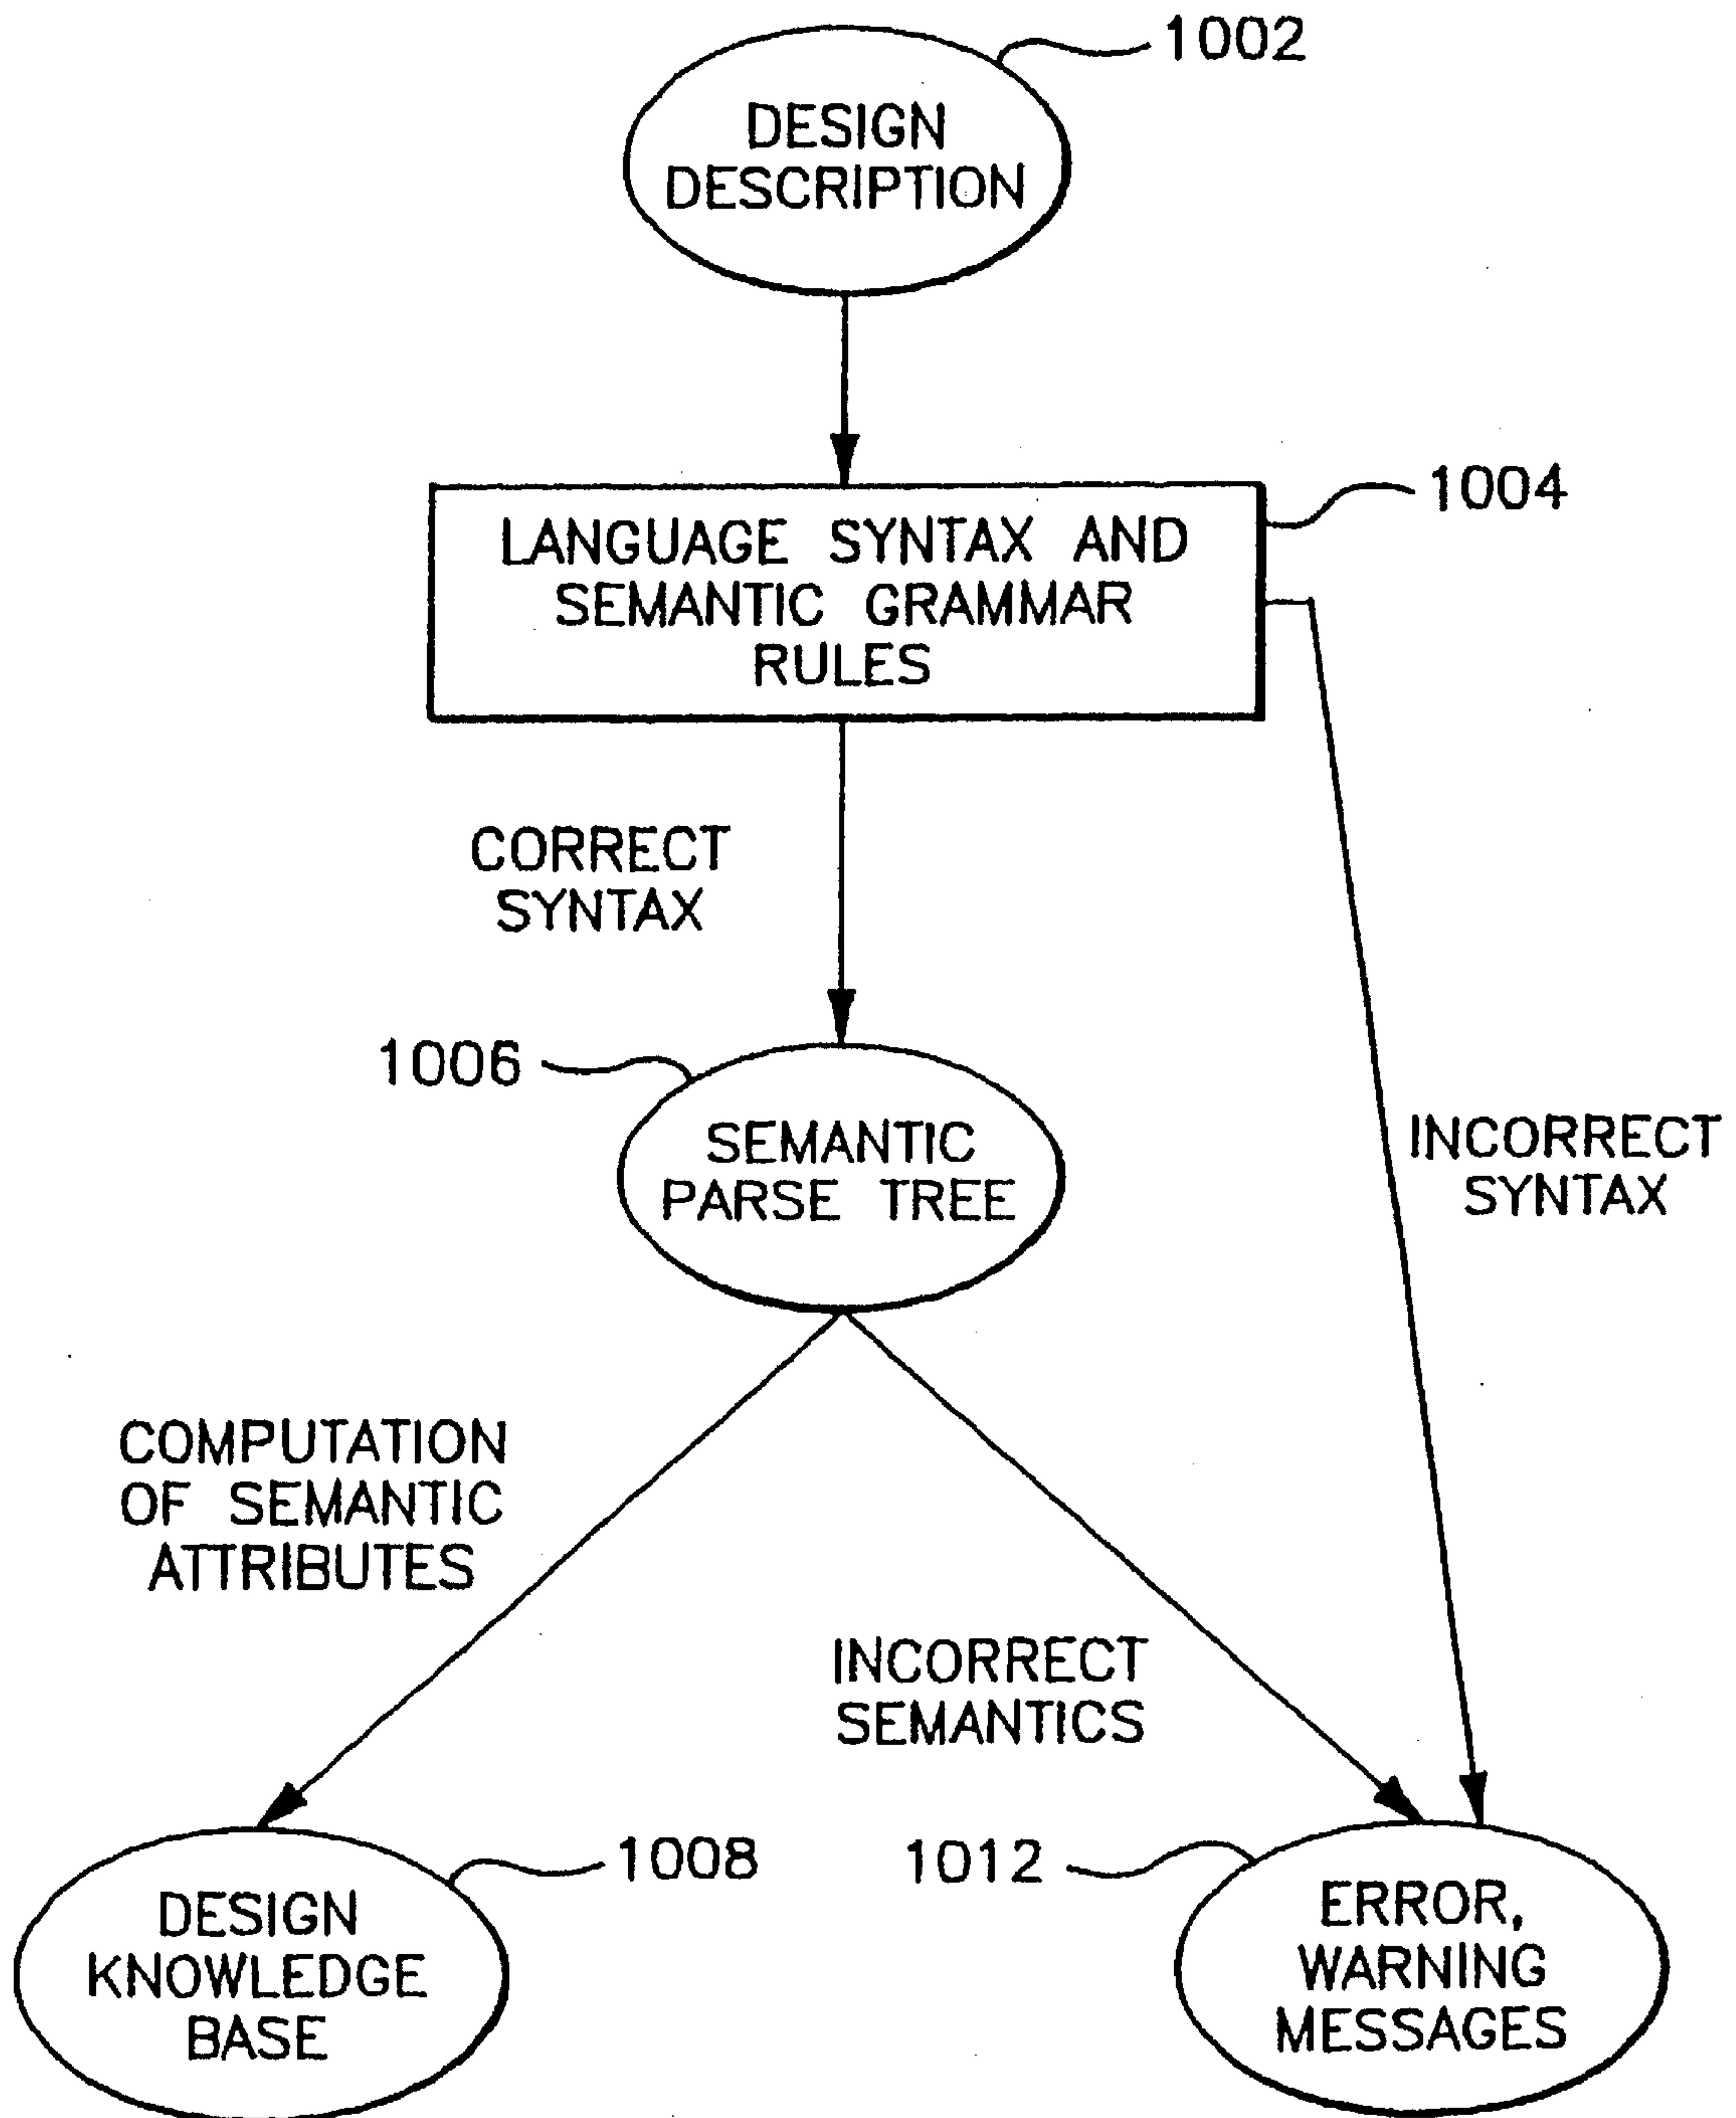 1002
DESIGN
DESCRIPTION
1004
LANGUAGE SYNTAX AND
SEMANTIC GRAMMAR
RULES
CORRECT
SYNTAX
1006
SEMANTIC
PARSE TREE
INCORRECT
SYNTAX
COMPUTATION
OF SEMANTIC
ATTRIBUTES
INCORRECT
SEMANTICS
1008
DESIGN
KNOWLEDGE
BASE
1012
ERROR,
WARNING
MESSAGES